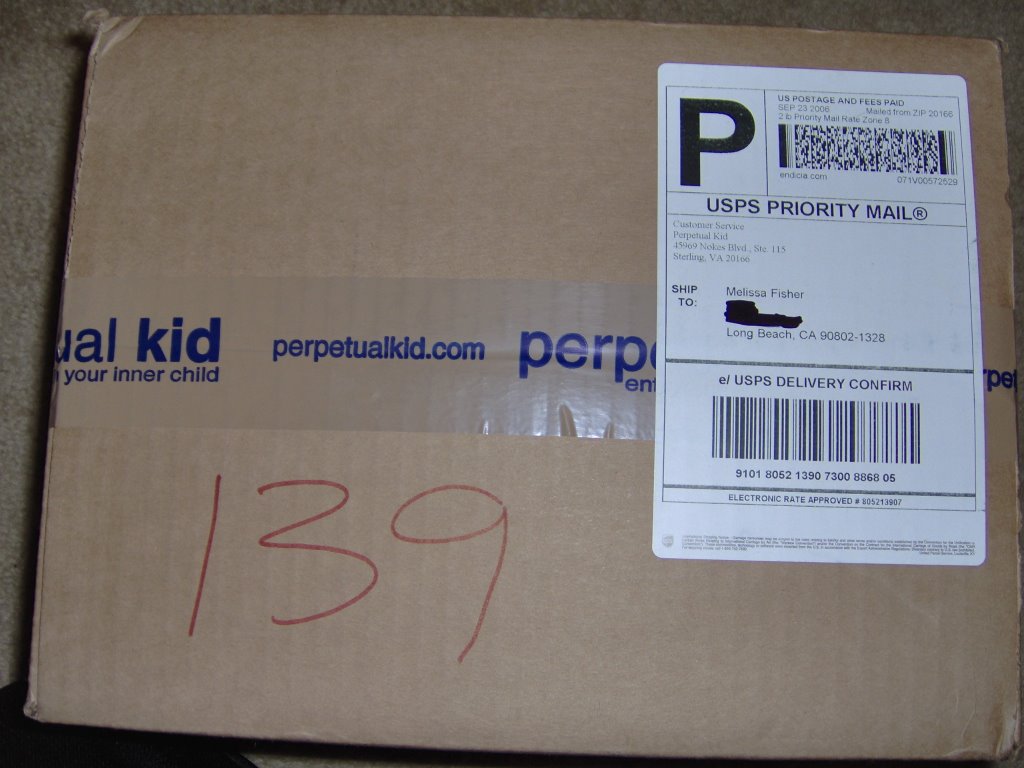 P
US POSTAGE AND FEES PAID
SEP 23 2006 Mailed from ZIP 20166
2 lb Priority Mail Rate Zone 8
endicia.com 071V00572529
USPS PRIORITY MAIL®
Customer Service
Perpetual Kid
45969 Nokes Blvd., Ste. 115
Sterling, VA 20166
SHIP TO:
Melissa Fisher
Long Beach, CA 90802-1328
e/ USPS DELIVERY CONFIRM
9101 8052 1390 7300 8868 05
ELECTRONIC RATE APPROVED # 805213907
ual kid
your inner child
perpetualkid.com
perpe
ent
rpet
139